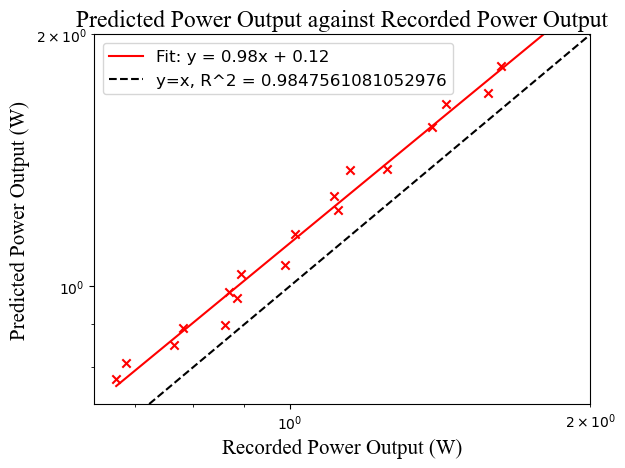 Predicted Power Output against Recorded Power Output
2 × 10⁰
Fit: y = 0.98x + 0.12
y=x, R^2 = 0.9847561081052976
Predicted Power Output (W)
10⁰
10⁰
2 × 10⁰
Recorded Power Output (W)